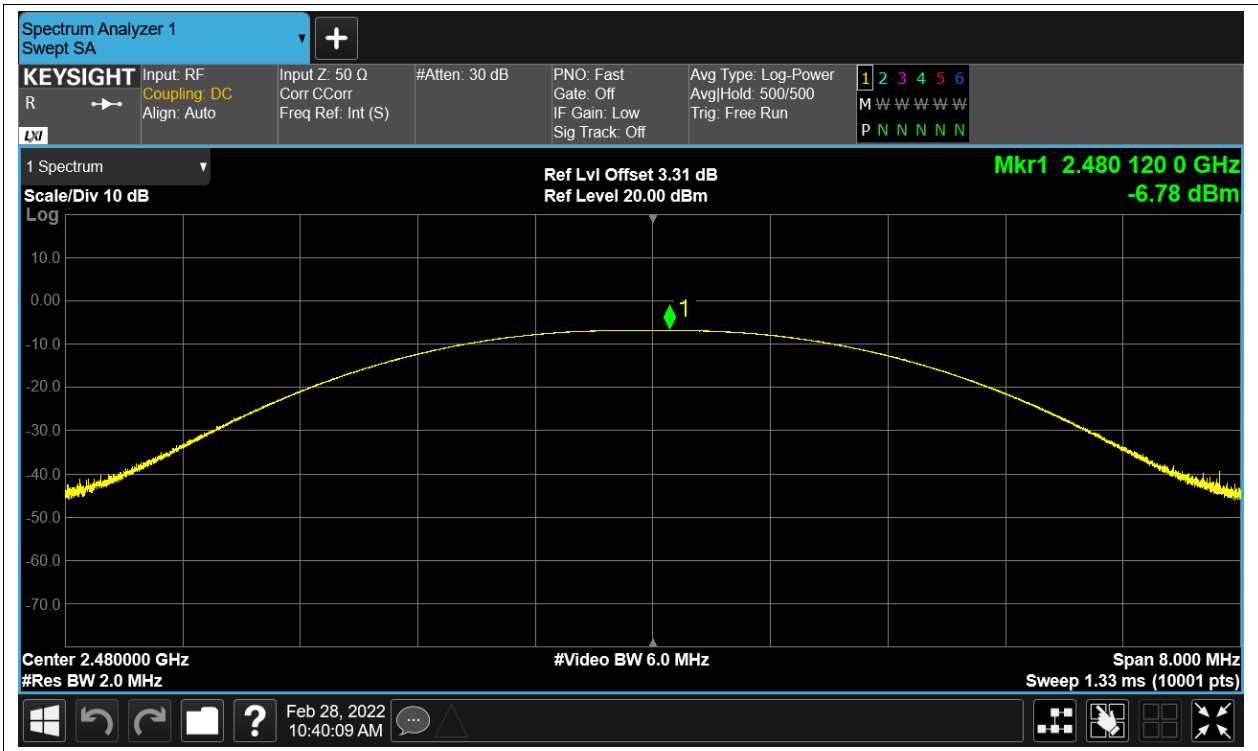 Spectrum Analyzer 1
Swept SA
KEYSIGHT
R
LXI
Input: RF
Coupling: DC
Align: Auto
Input Z: 50 Ω
Corr CCorr
Freq Ref: Int (S)
#Atten: 30 dB
PNO: Fast
Gate: Off
IF Gain: Low
Sig Track: Off
Avg Type: Log-Power
Avg|Hold: 500/500
Trig: Free Run
1 2 3 4 5 6
M W W W W W
P N N N N N
1 Spectrum
Scale/Div 10 dB
Log
Ref Lvl Offset 3.31 dB
Ref Level 20.00 dBm
Mkr1 2.480 120 0 GHz
-6.78 dBm
10.0
0.00
-10.0
-20.0
-30.0
-40.0
-50.0
-60.0
-70.0
1
Center 2.480000 GHz
#Res BW 2.0 MHz
#Video BW 6.0 MHz
Span 8.000 MHz
Sweep 1.33 ms (10001 pts)
?
Feb 28, 2022
10:40:09 AM